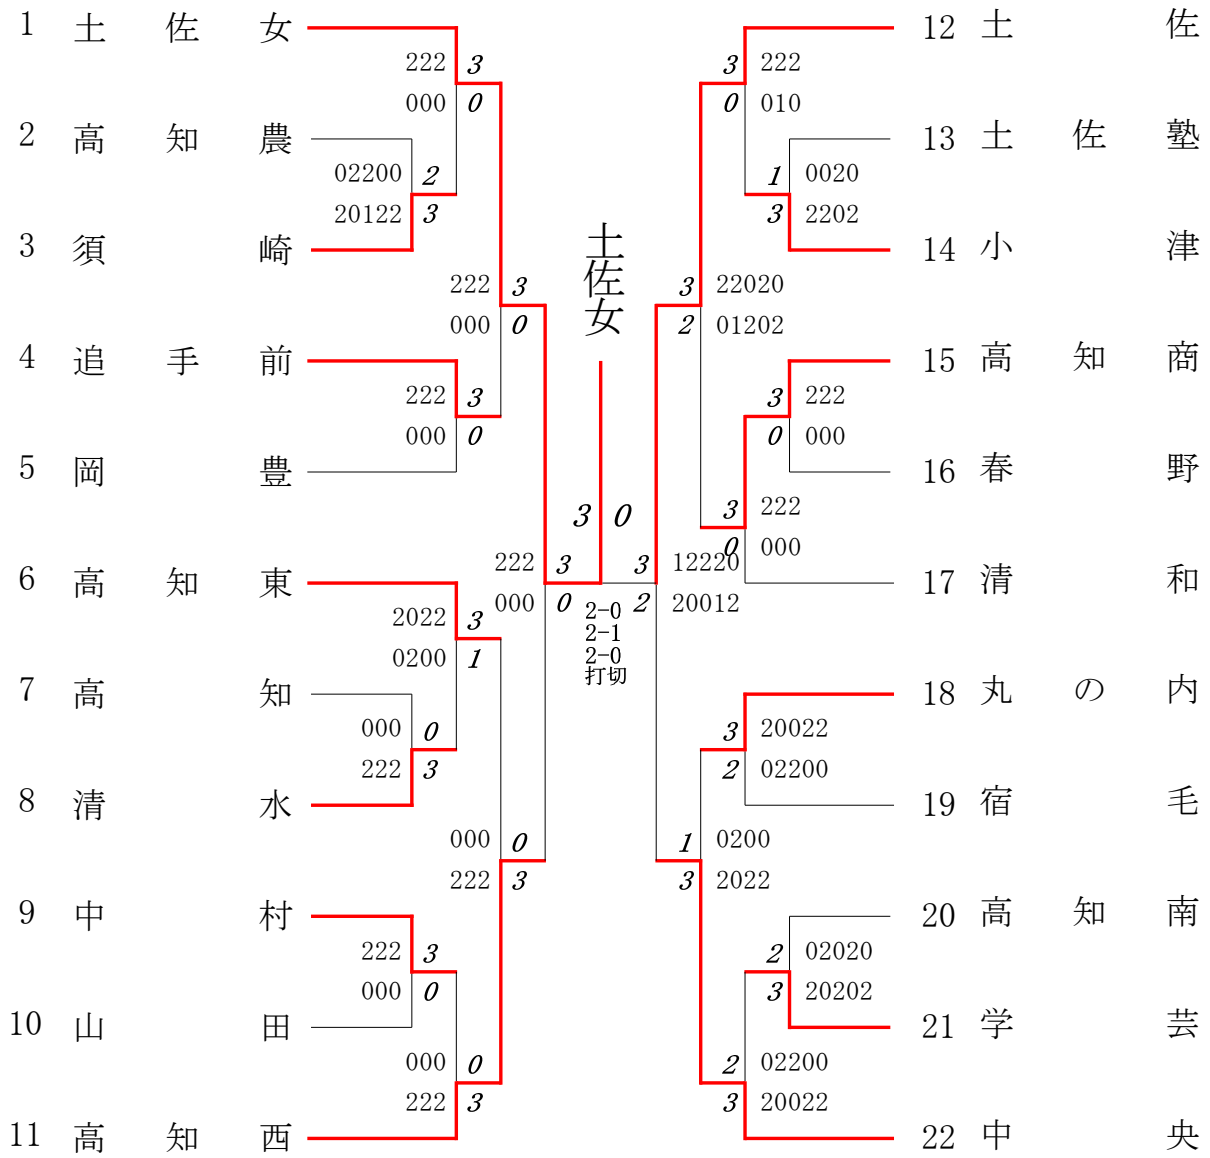 1 土佐女
222 3
000 0
2 高知農
02200 2
20122 3
3 須崎
222 3
000 0
4 追手前
222 3
000 0
5 岡豊
222 3
000 0
6 高知東
2022 3
0200 1
7 高知
000 0
222 3
8 清水
000 0
222 3
9 中村
222 3
000 0
10 山田
000 0
222 3
11 高知西
土佐女
3 0
2-0
2-1
2-0
打切
12 土佐
3 222
0 010
13 土佐塾
1 0020
3 2202
14 小津
3 22020
2 01202
15 高知商
3 222
0 000
16 春野
3 222
0 000
17 清和
3 12220
2 20012
18 丸の内
3 20022
2 02200
19 宿毛
1 0200
3 2022
20 高知南
2 02020
3 20202
21 学芸
2 02200
3 20022
22 中央